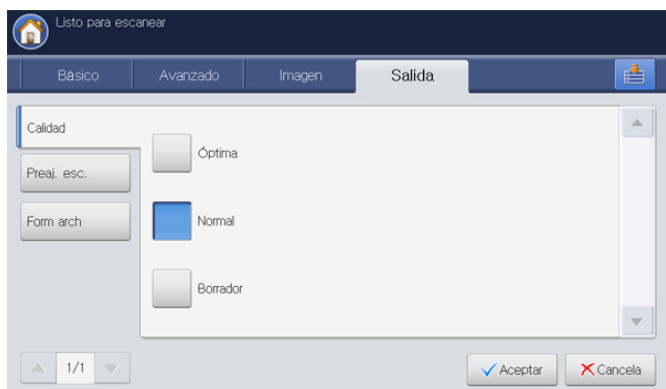 Listo para escanear
Básico Avanzado Imagen Salida
Calidad
Óptima
Preaj. esc.
Form arch
Normal
Borrador
1/1
Aceptar Cancela